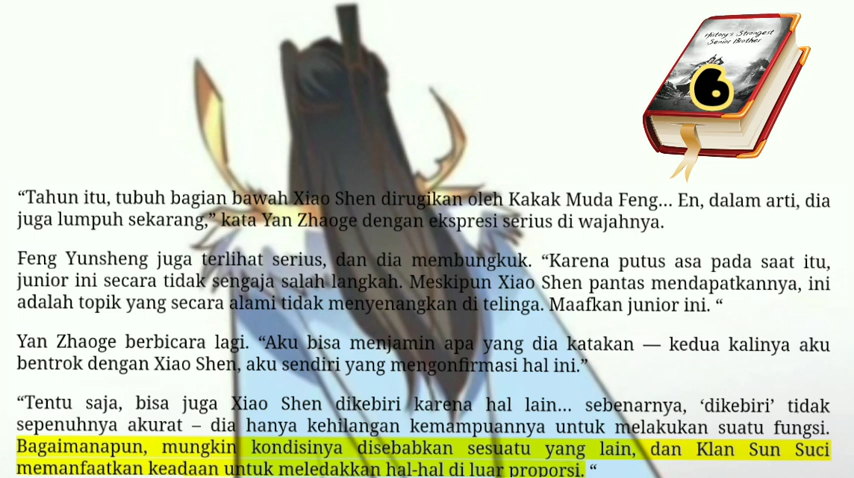 History's Strongest
Senior Brother
6
“Tahun itu, tubuh bagian bawah Xiao Shen dirugikan oleh Kakak Muda Feng... En, dalam arti, dia
juga lumpuh sekarang,” kata Yan Zhaoge dengan ekspresi serius di wajahnya.
Feng Yunsheng juga terlihat serius, dan dia membungkuk. “Karena putus asa pada saat itu,
junior ini secara tidak sengaja salah langkah. Meskipun Xiao Shen pantas mendapatkannya, ini
adalah topik yang secara alami tidak menyenangkan di telinga. Maafkan junior ini. “
Yan Zhaoge berbicara lagi. “Aku bisa menjamin apa yang dia katakan — kedua kalinya aku
bentrok dengan Xiao Shen, aku sendiri yang mengonfirmasi hal ini.”
“Tentu saja, bisa juga Xiao Shen dikebiri karena hal lain... sebenarnya, ‘dikebiri’ tidak
sepenuhnya akurat – dia hanya kehilangan kemampuannya untuk melakukan suatu fungsi.
Bagaimanapun, mungkin kondisinya disebabkan sesuatu yang lain, dan Klan Sun Suci
memanfaatkan keadaan untuk meledakkan hal-hal di luar proporsi. “